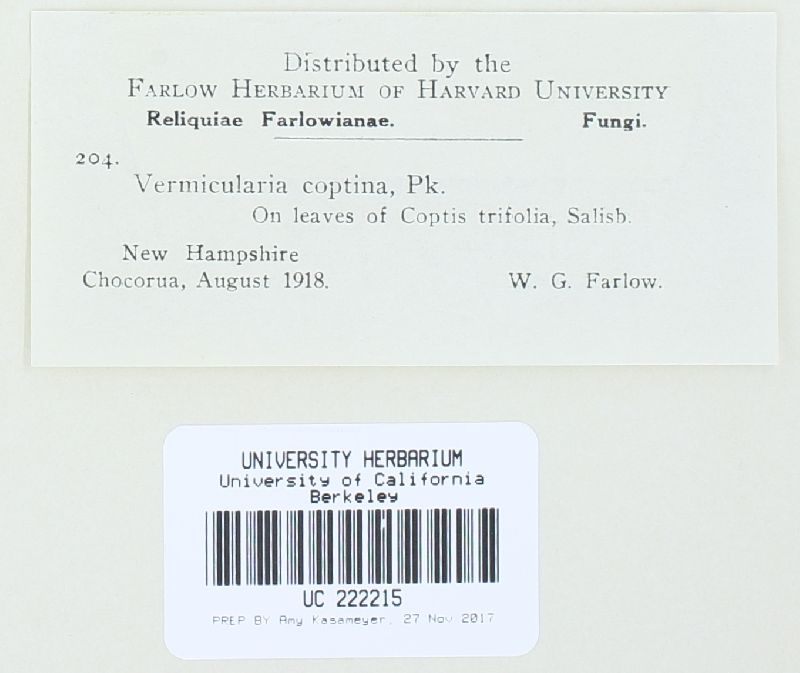 Distributed by the
Farlow Herbarium of Harvard University
Reliquiae Farlowianae. Fungi.
204.
Vermicularia coptina, Pk.
On leaves of Coptis trifolia, Salisb.
New Hampshire
Chocorua, August 1918. W. G. Farlow.
UNIVERSITY HERBARIUM
University of California
Berkeley
UC 222215
PREP BY Amy Kasameyer, 27 Nov 2017